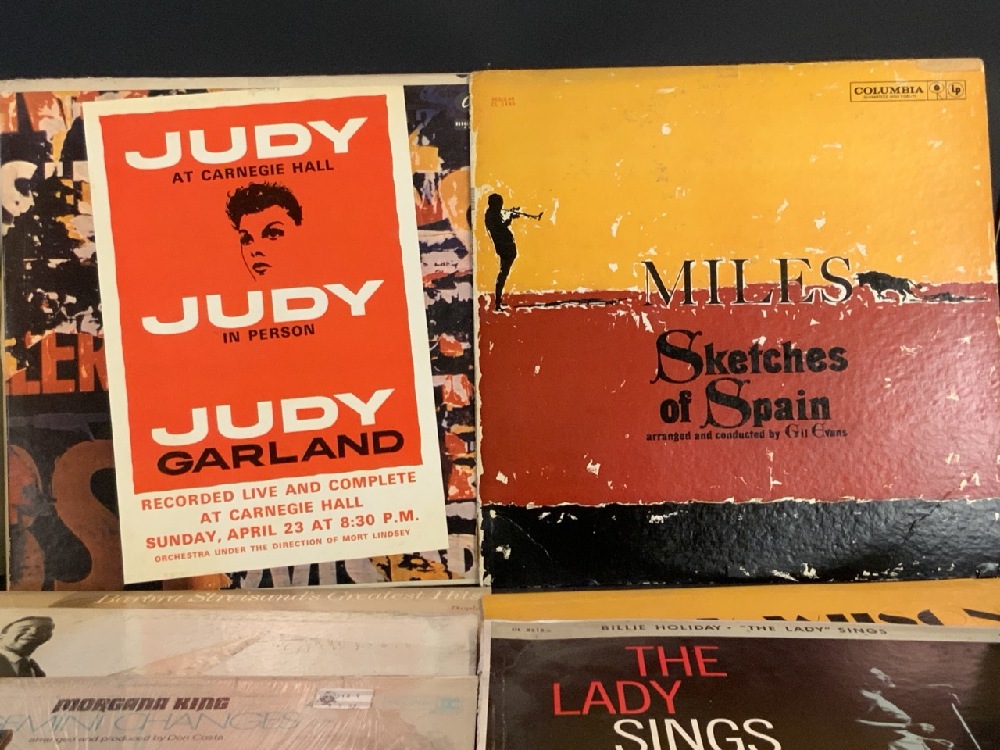 JUDY
AT CARNEGIE HALL
JUDY
IN PERSON
JUDY
GARLAND
RECORDED LIVE AND COMPLETE
AT CARNEGIE HALL
SUNDAY, APRIL 23 AT 8:30 P.M.
ORCHESTRA UNDER THE DIRECTION OF MORT LINDSEY
COLUMBIA
Lp
MILES
Sketches
of Spain
arranged and conducted by Gil Evans
Barbra Streisand's Greatest Hits
MORGANA KING
GEMINI CHANGES
arranged and produced by Don Costa
BILLIE HOLIDAY · "THE LADY" SINGS
THE
LADY
SINGS